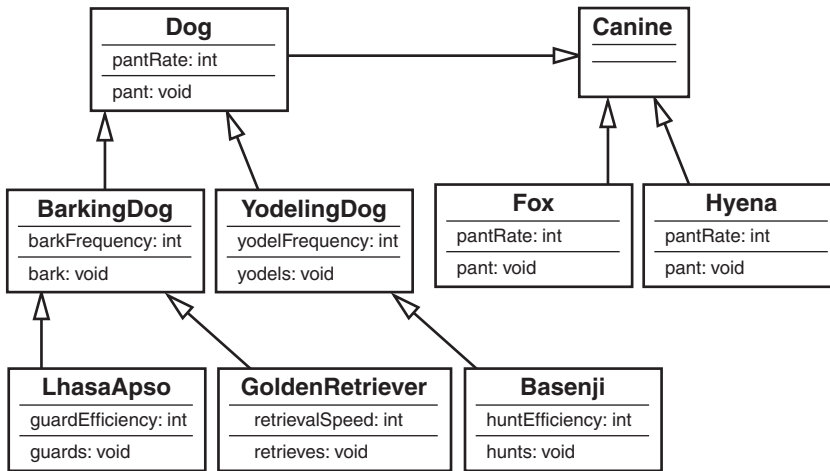 Dog
pantRate: int
pant: void
Canine
BarkingDog
barkFrequency: int
bark: void
YodelingDog
yodelFrequency: int
yodels: void
Fox
pantRate: int
pant: void
Hyena
pantRate: int
pant: void
LhasaApso
guardEfficiency: int
guards: void
GoldenRetriever
retrievalSpeed: int
retrieves: void
Basenji
huntEfficiency: int
hunts: void